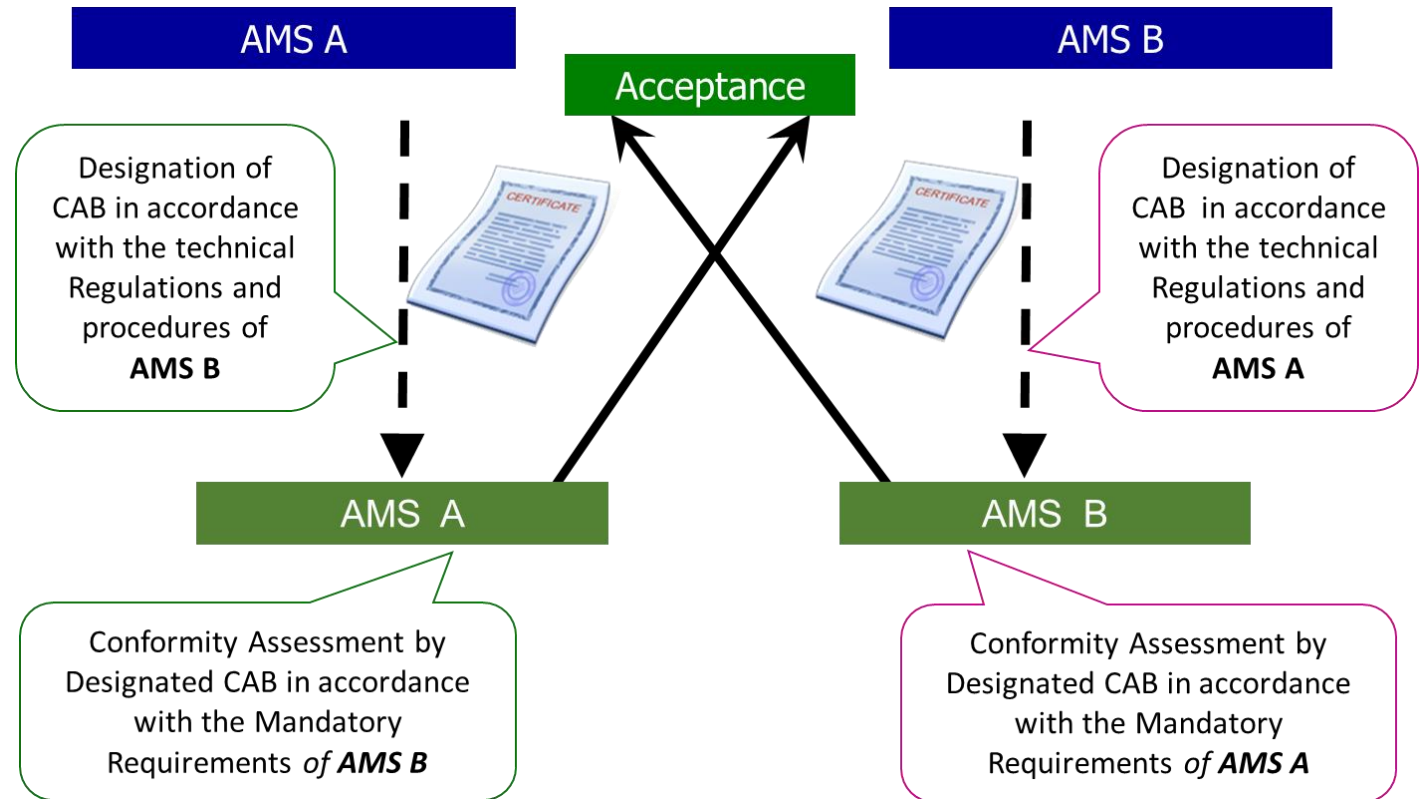 AMS A
AMS B
Acceptance
Designation of
CAB in accordance
with the technical
Regulations and
procedures of
AMS B
CERTIFICATE
CERTIFICATE
Designation of
CAB in accordance
with the technical
Regulations and
procedures of
AMS A
AMS A
AMS B
Conformity Assessment by
Designated CAB in accordance
with the Mandatory
Requirements of AMS B
Conformity Assessment by
Designated CAB in accordance
with the Mandatory
Requirements of AMS A